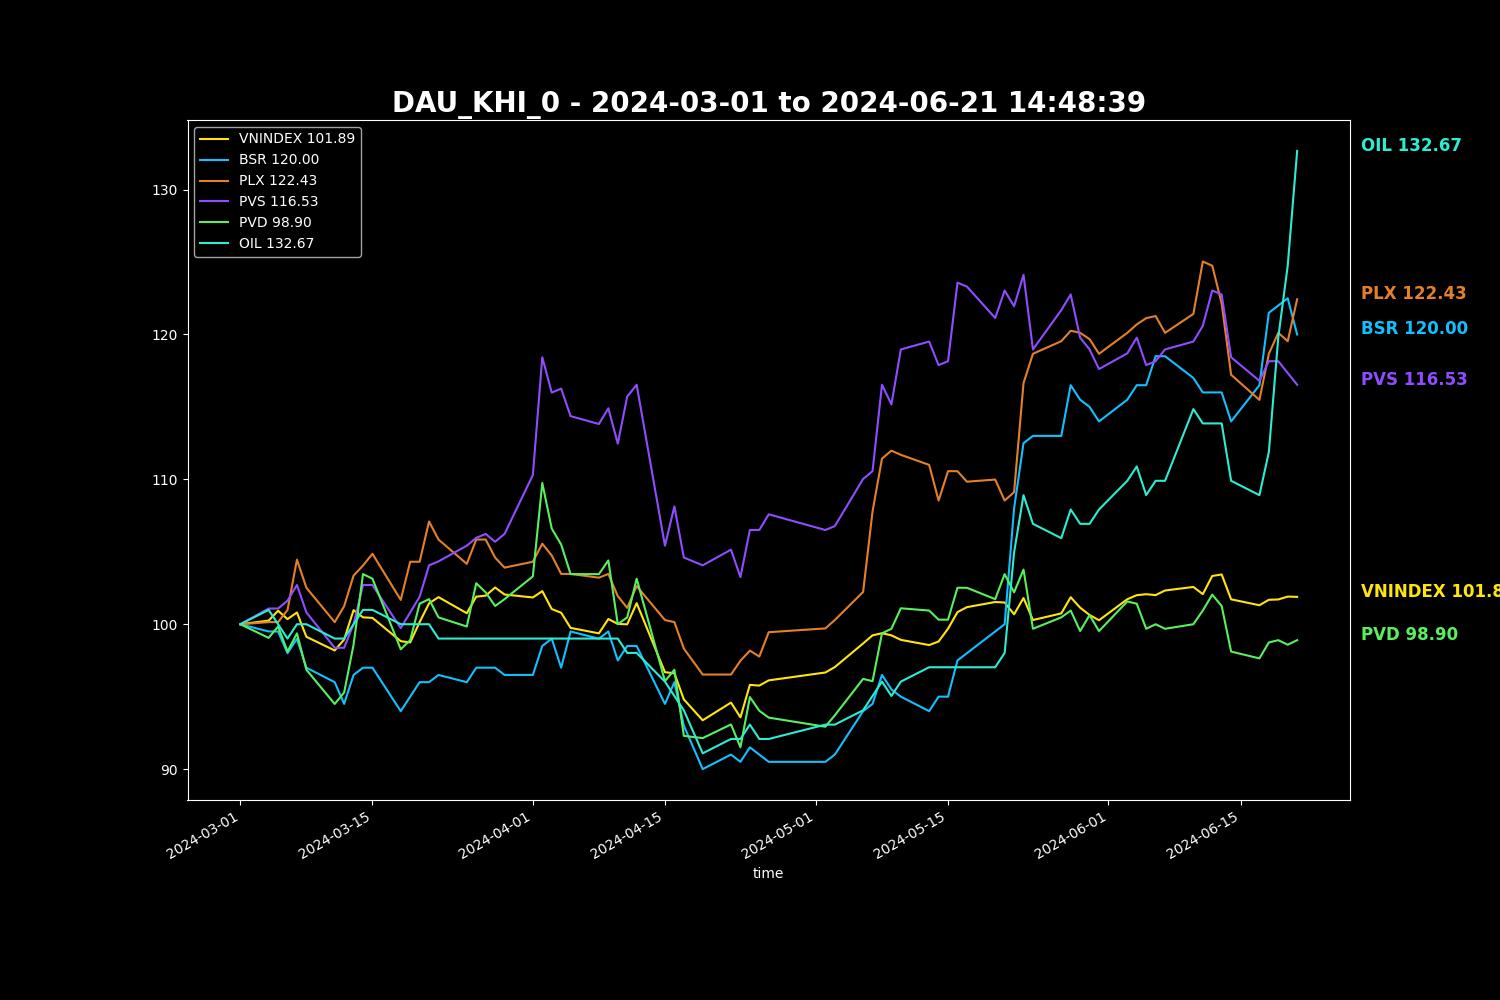 DAU_KHI_0 - 2024-03-01 to 2024-06-21 14:48:39
VNINDEX 101.89
BSR 120.00
PLX 122.43
PVS 116.53
PVD 98.90
OIL 132.67
130
120
110
100
90
OIL 132.67
PLX 122.43
BSR 120.00
PVS 116.53
VNINDEX 101.8
PVD 98.90
2024-03-01
2024-03-15
2024-04-01
2024-04-15
2024-05-01
2024-05-15
2024-06-01
2024-06-15
time